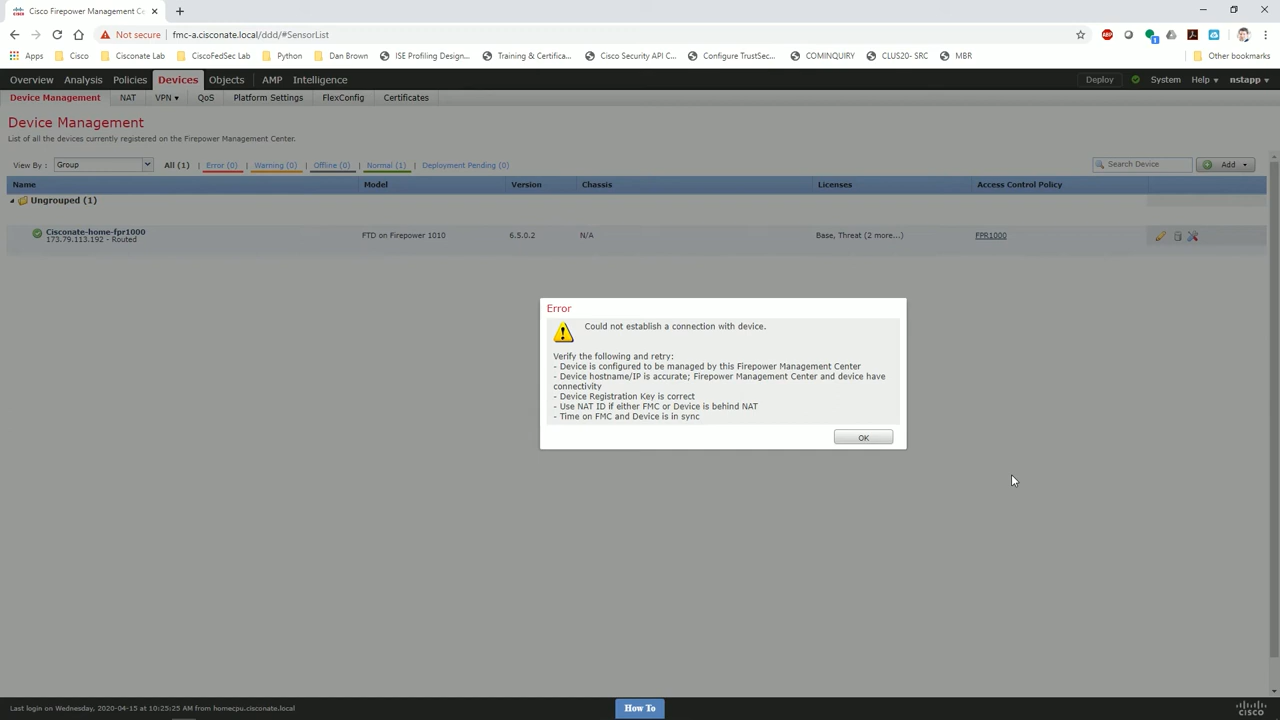 Cisco Firepower Management Ce
Not secure | fmc-a.cisconate.local/ddd/#SensorList
Apps Cisco Cisconate Lab CiscoFedSec Lab Python Dan Brown ISE Profiling Design... Training & Certifica... Cisco Security API C... Configure TrustSec... CLUS20- SRC COMINQUIRY MBR Other bookmarks
Overview Analysis Policies Devices Objects AMP Intelligence Deploy System Help nstapp
Device Management NAT VPN QoS Platform Settings FlexConfig Certificates
Device Management
List of all the devices currently registered on the Firepower Management Center.
View By : Group All (1) | Error (0) | Warning (0) | Offline (0) | Normal (1) | Deployment Pending (0) Search Device Add
Name Model Version Chassis Licenses Access Control Policy
Ungrouped (1)
Cisconate-home-fpr1000
173.79.113.192 - Routed
FTD on Firepower 1010 6.5.0.2 N/A Base, Threat (2 more...) FPR1000
Error
Could not establish a connection with device.
Verify the following and retry:
- Device is configured to be managed by this Firepower Management Center
- Device hostname/IP is accurate; Firepower Management Center and device have
connectivity
- Device Registration Key is correct
- Use NAT ID if either FMC or Device is behind NAT
- Time on FMC and Device is in sync
OK
Last login on Wednesday, 2020-04-15 at 10:25:25 AM from homecpu.cisconate.local
How To
cisco